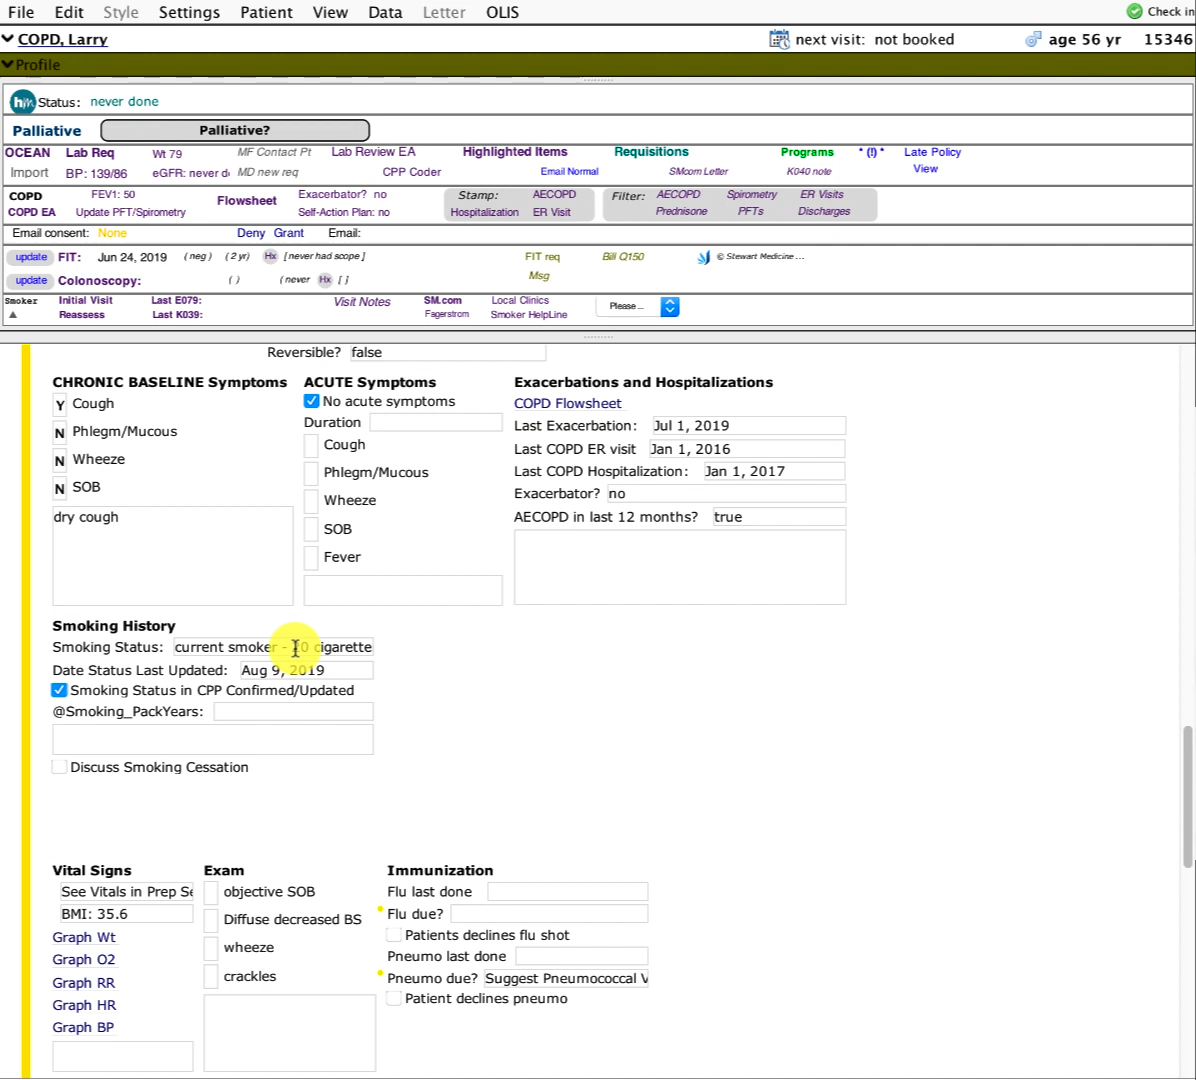 File Edit Style Settings Patient View Data Letter OLIS Check in
COPD, Larry next visit: not booked age 56 yr 15346
Profile
hm Status: never done
Palliative Palliative?
OCEAN Lab Req Wt 79 MF Contact Pt Lab Review EA Highlighted Items Requisitions Programs * (!) * Late Policy
Import BP: 139/86 eGFR: never d MD new req CPP Coder Email Normal SMcom Letter K040 note View
COPD FEV1: 50 Flowsheet Exacerbator? no Stamp: AECOPD Filter: AECOPD Spirometry ER Visits
COPD EA Update PFT/Spirometry Self-Action Plan: no Hospitalization ER Visit Prednisone PFTs Discharges
Email consent: None Deny Grant Email:
update FIT: Jun 24, 2019 ( neg ) ( 2 yr) Hx [ never had scope ] FIT req Bill Q150 © Stewart Medicine ...
update Colonoscopy: ( ) ( never Hx [ ] Msg
Smoker Initial Visit Last E079: Visit Notes SM.com Local Clinics Please ...
Reassess Last K039: Fagerstrom Smoker HelpLine
Reversible? false
CHRONIC BASELINE Symptoms ACUTE Symptoms Exacerbations and Hospitalizations
Y Cough No acute symptoms COPD Flowsheet
N Phlegm/Mucous Duration Last Exacerbation: Jul 1, 2019
N Wheeze Cough Last COPD ER visit Jan 1, 2016
N SOB Phlegm/Mucous Last COPD Hospitalization: Jan 1, 2017
dry cough Wheeze Exacerbator? no
SOB AECOPD in last 12 months? true
Fever
Smoking History
Smoking Status: current smoker - cigarette
Date Status Last Updated: Aug 9, 2019
Smoking Status in CPP Confirmed/Updated
@Smoking_PackYears:
Discuss Smoking Cessation
Vital Signs Exam Immunization
See Vitals in Prep objective SOB Flu last done
BMI: 35.6 Diffuse decreased BS Flu due?
Graph Wt wheeze Patients declines flu shot
Graph O2 crackles Pneumo last done
Graph RR Pneumo due? Suggest Pneumococcal V
Graph HR Patient declines pneumo
Graph BP